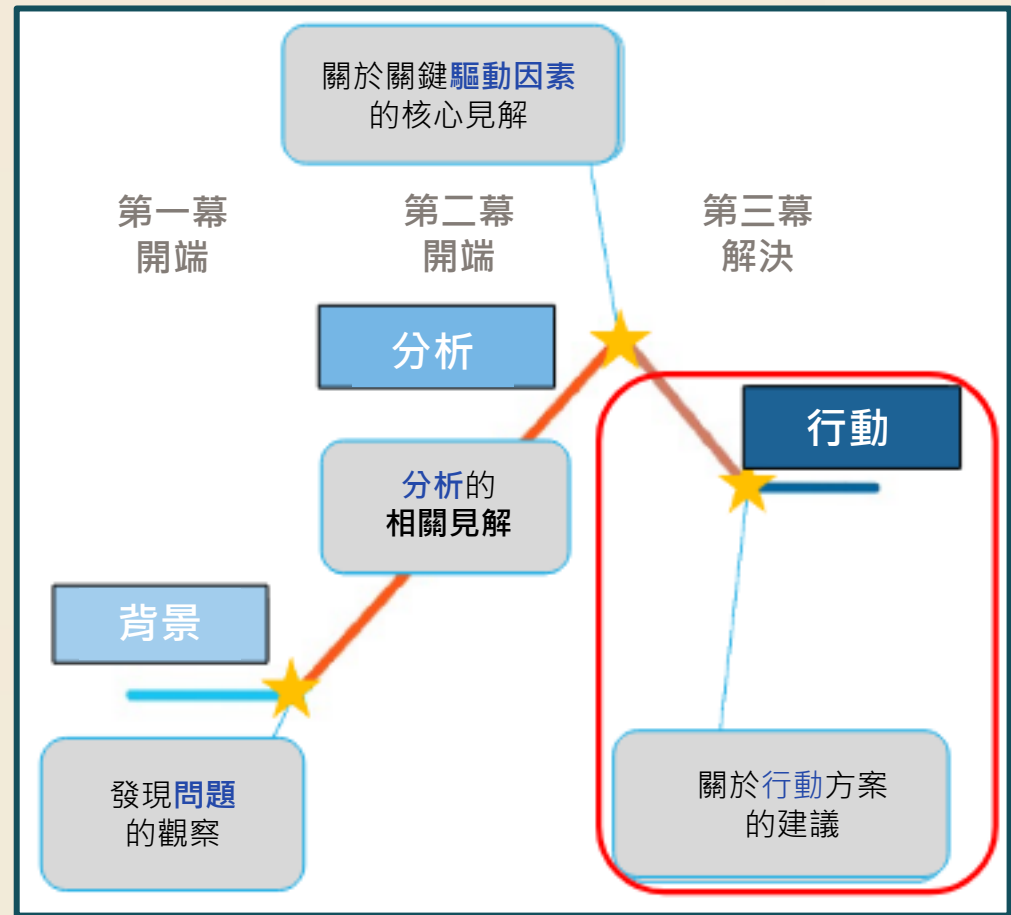 關於關鍵驅動因素
的核心見解
第一幕
開端
第二幕
開端
第三幕
解決
分析
行動
分析的
相關見解
背景
發現問題
的觀察
關於行動方案
的建議